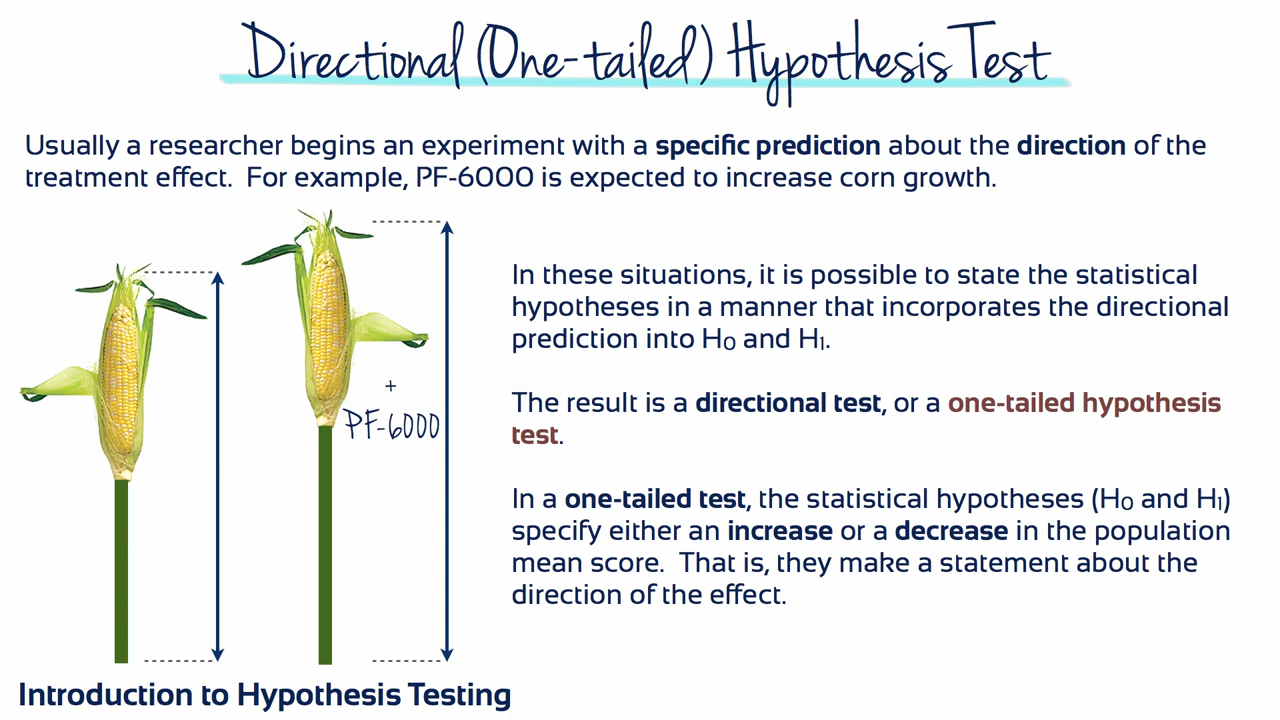 Directional (One-tailed) Hypothesis Test
Usually a researcher begins an experiment with a specific prediction about the direction of the
treatment effect. For example, PF-6000 is expected to increase corn growth.
In these situations, it is possible to state the statistical
hypotheses in a manner that incorporates the directional
prediction into H₀ and H₁.
The result is a directional test, or a one-tailed hypothesis
test.
In a one-tailed test, the statistical hypotheses (H₀ and H₁)
specify either an increase or a decrease in the population
mean score. That is, they make a statement about the
direction of the effect.
+
PF-6000
Introduction to Hypothesis Testing